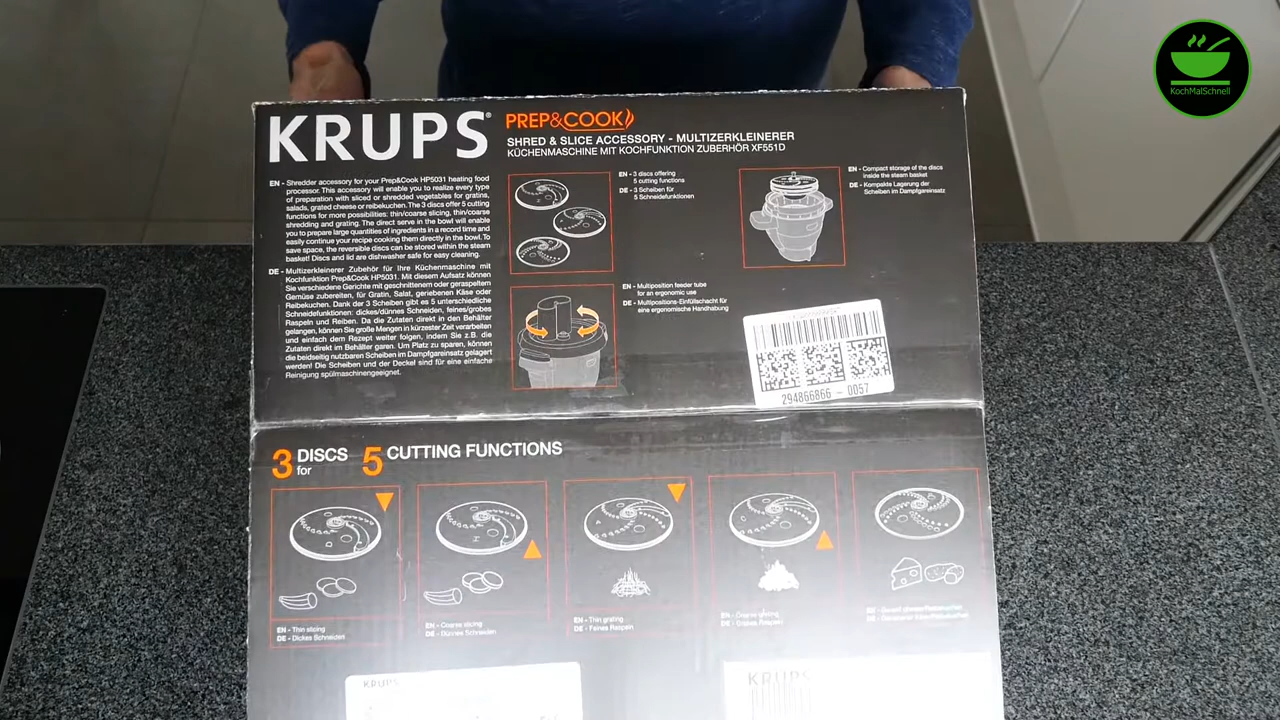 KochMalSchnell
KRUPS®
PREP&COOK
SHRED & SLICE ACCESSORY - MULTIZERKLEINERER
KÜCHENMASCHINE MIT KOCHFUNKTION ZUBERHÖR XF551D
EN - Shredder accessory for your Prep&Cook HP5031 heating food
processor. This accessory will enable you to realize every type
of preparation with sliced or shredded vegetables for gratins,
salads, grated cheese or reibekuchen. The 3 discs offer 5 cutting
functions for more possibilities: thin/coarse slicing, thin/coarse
shredding and grating. The direct serve in the bowl will enable
you to prepare large quantities of ingredients in a record time and
easily continue your recipe cooking them directly in the bowl. To
save space, the reversible discs can be stored within the steam
basket! Discs and lid are dishwasher safe for easy cleaning.
DE - Multizerkleinerer Zubehör für Ihre Küchenmaschine mit
Kochfunktion Prep&Cook HP5031. Mit diesem Aufsatz können
Sie verschiedene Gerichte mit geschnittenem oder geraspeltem
Gemüse zubereiten, für Gratin, Salat, geriebenen Käse oder
Reibekuchen. Dank der 3 Scheiben gibt es 5 unterschiedliche
Schneidefunktionen: dickes/dünnes Schneiden, feines/grobes
Raspeln und Reiben. Da die Zutaten direkt in den Behälter
gelangen, können Sie große Mengen in kürzester Zeit verarbeiten
und einfach dem Rezept weiter folgen, indem Sie z.B. die
Zutaten direkt im Behälter garen. Um Platz zu sparen, können
die beidseitig nutzbaren Scheiben im Dampfgareinsatz gelagert
werden! Die Scheiben und der Deckel sind für eine einfache
Reinigung spülmaschinengeeignet.
EN - 3 discs offering
5 cutting functions
DE - 3 Scheiben für
5 Schneidefunktionen
EN - Compact storage of the discs
inside the steam basket
DE - Kompakte Lagerung der
Scheiben im Dampfgareinsatz
EN - Multiposition feeder tube
for an ergonomic use
DE - Multipositions-Einfüllschacht für
eine ergonomische Handhabung
294866866 - 0057
3 DISCS for 5 CUTTING FUNCTIONS
EN - Thin slicing
DE - Dickes Schneiden
EN - Coarse slicing
DE - Dünnes Schneiden
EN - Thin grating
DE - Feines Raspeln
EN - Coarse grating
DE - Grobes Raspeln
KRUPS
KRUPS